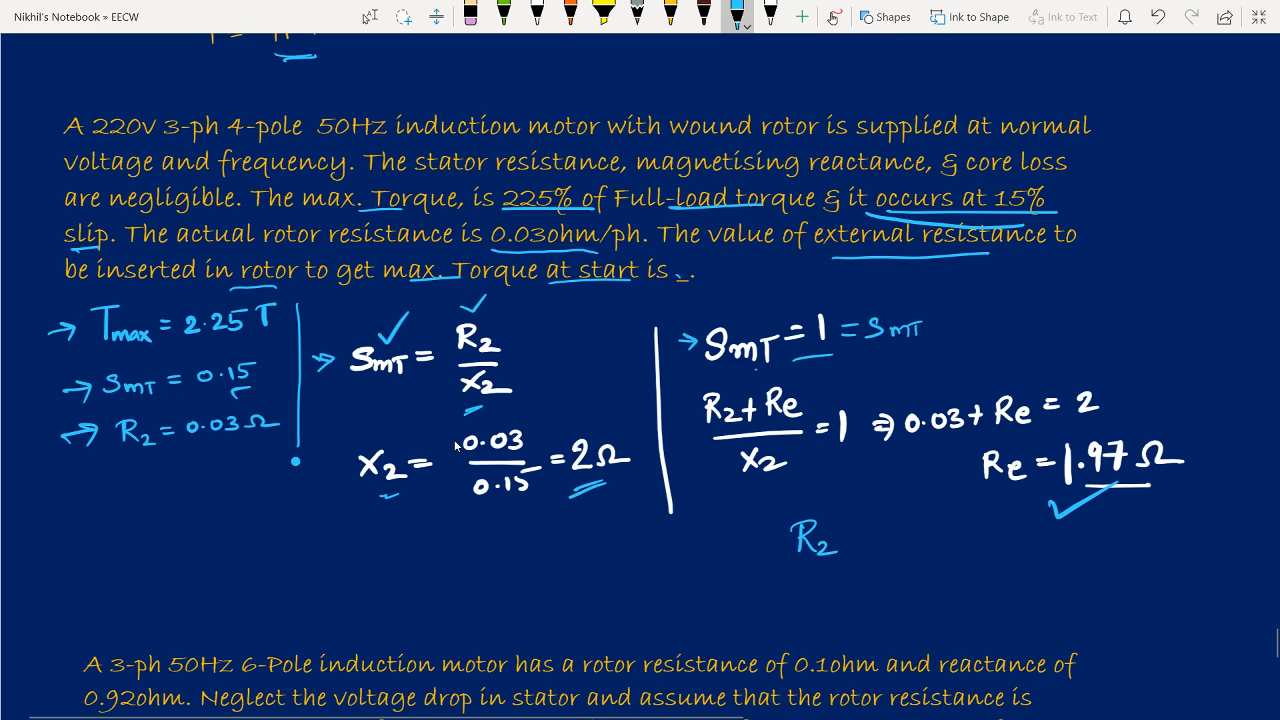 Nikhil's Notebook » EECW
Shapes
Ink to Shape
Ink to Text
A 220v 3-ph 4-pole 50Hz induction motor with wound rotor is supplied at normal
voltage and frequency. The stator resistance, magnetising reactance, & core loss
are negligible. The max. Torque, is 225% of Full-load torque & it occurs at 15%
slip. The actual rotor resistance is 0.03ohm/ph. The value of external resistance to
be inserted in rotor to get max. Torque at start is _.
→ Tmax = 2.25 T
→ SmT = 0.15
→ R2 = 0.03 Ω
→ SmT = R2 / X2
X2 = 0.03 / 0.15 = 2 Ω
→ SmT = 1 = SmT
R2 + Re / X2 = 1 ⇒ 0.03 + Re = 2
Re = 1.97 Ω
R2
A 3-ph 50Hz 6-Pole induction motor has a rotor resistance of 0.1ohm and reactance of
0.92ohm. Neglect the voltage drop in stator and assume that the rotor resistance is